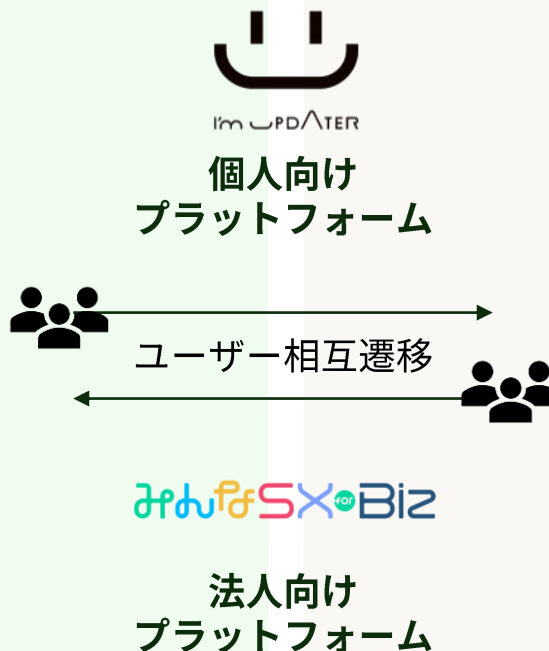 I'm UPDATER
個人向け
プラットフォーム
ユーザー相互遷移
みんなSX for Biz
法人向け
プラットフォーム